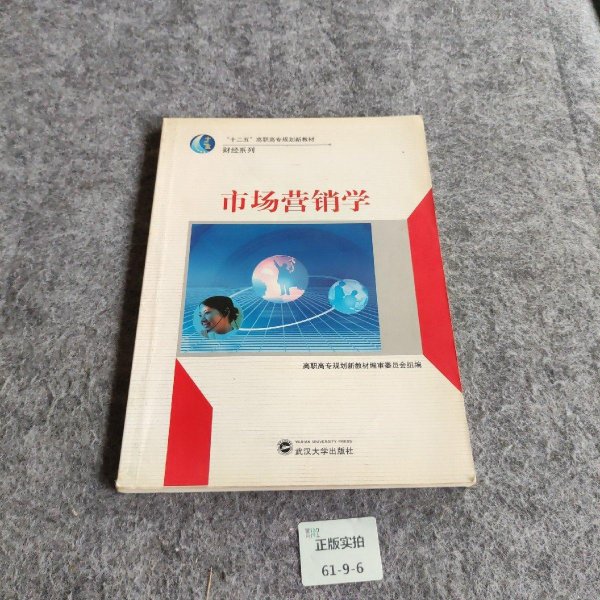 "十二五"高职高专规划新教材
财经系列
市场营销学
高职高专规划新教材编审委员会组编
WUHAN UNIVERSITY PRESS
武汉大学出版社
正版实拍
61-9-6